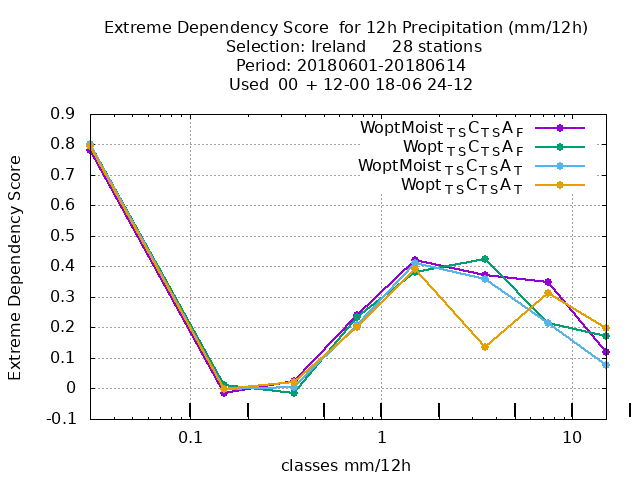 Extreme Dependency Score  for 12h Precipitation (mm/12h)
Selection: Ireland     28 stations
Period: 20180601-20180614
Used  00 + 12-00 18-06 24-12
WoptMoist TS C TS A F
Wopt TS C TS A F
WoptMoist TS C TS A T
Wopt TS C TS A T
Extreme Dependency Score
0.9
0.8
0.7
0.6
0.5
0.4
0.3
0.2
0.1
0
-0.1
0.1
1
10
classes mm/12h